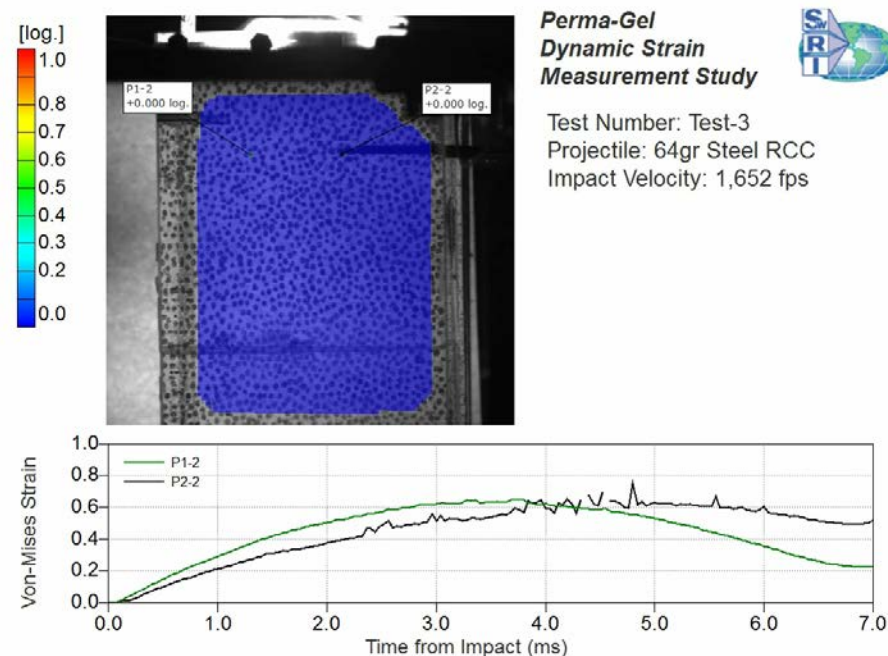 [log.]
1.0
0.8
0.7
0.6
0.5
0.4
0.3
0.2
0.0
P1-2
+0.000 log.
P2-2
+0.000 log.
Perma-Gel
Dynamic Strain
Measurement Study
SwRI
Test Number: Test-3
Projectile: 64gr Steel RCC
Impact Velocity: 1,652 fps
Von-Mises Strain
1.0
0.8
0.6
0.4
0.2
0.0
P1-2
P2-2
0.0 1.0 2.0 3.0 4.0 5.0 6.0 7.0
Time from Impact (ms)